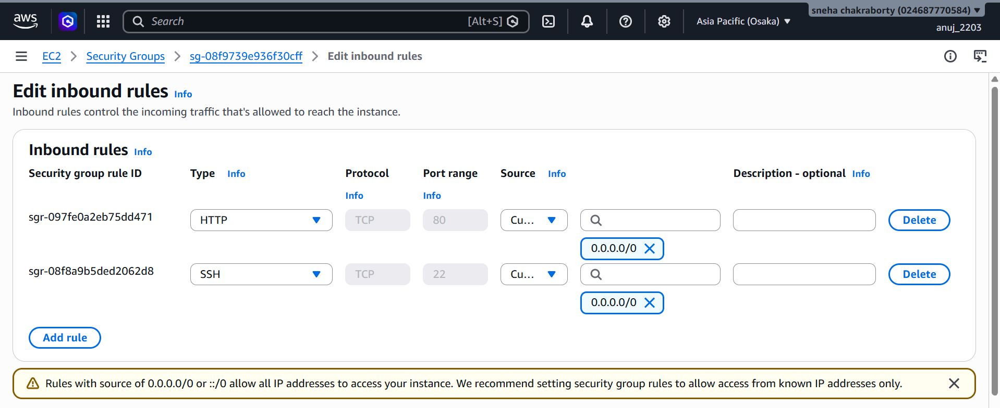 aws
Search
[Alt+S]
Asia Pacific (Osaka)
sneha chakraborty (024687770584)
anuj_2203
EC2
Security Groups
sg-08f9739e936f30cff
Edit inbound rules
Edit inbound rules Info
Inbound rules control the incoming traffic that's allowed to reach the instance.
Inbound rules Info
Security group rule ID Type Info Protocol Info Port range Info Source Info Description - optional Info
sgr-097fe0a2eb75dd471 HTTP TCP 80 Cu... Delete
0.0.0.0/0
sgr-08f8a9b5ded2062d8 SSH TCP 22 Cu... Delete
0.0.0.0/0
Add rule
Rules with source of 0.0.0.0/0 or ::/0 allow all IP addresses to access your instance. We recommend setting security group rules to allow access from known IP addresses only.